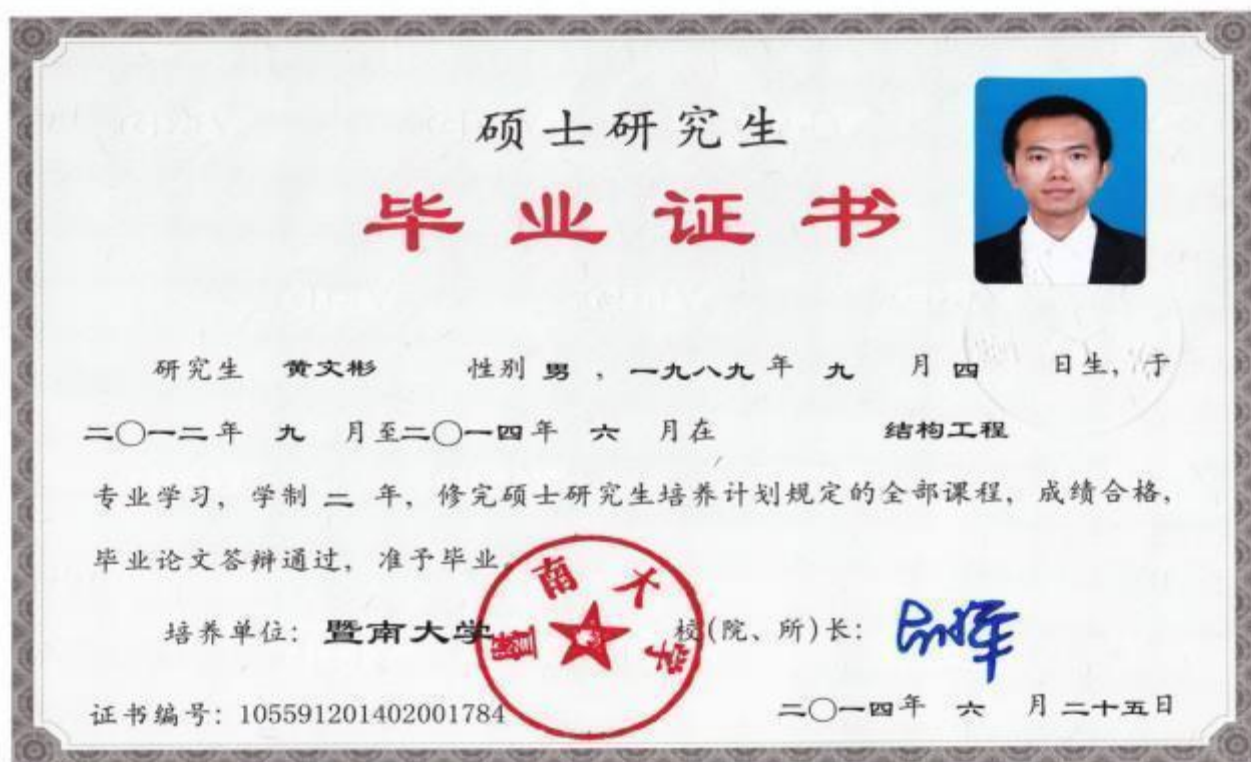 硕士研究生
毕业证书
研究生 黄文彬 性别 男 , 一九八九 年 九 月 四 日生, 于
二〇一二 年 九 月至 二〇一四 年 六 月在 结构工程
专业学习, 学制 二 年, 修完硕士研究生培养计划规定的全部课程, 成绩合格,
毕业论文答辩通过, 准予毕业。
培养单位: 暨南大学 校(院、所)长:
暨南大学
证书编号: 105591201402001784 二〇一四 年 六 月 二十五 日